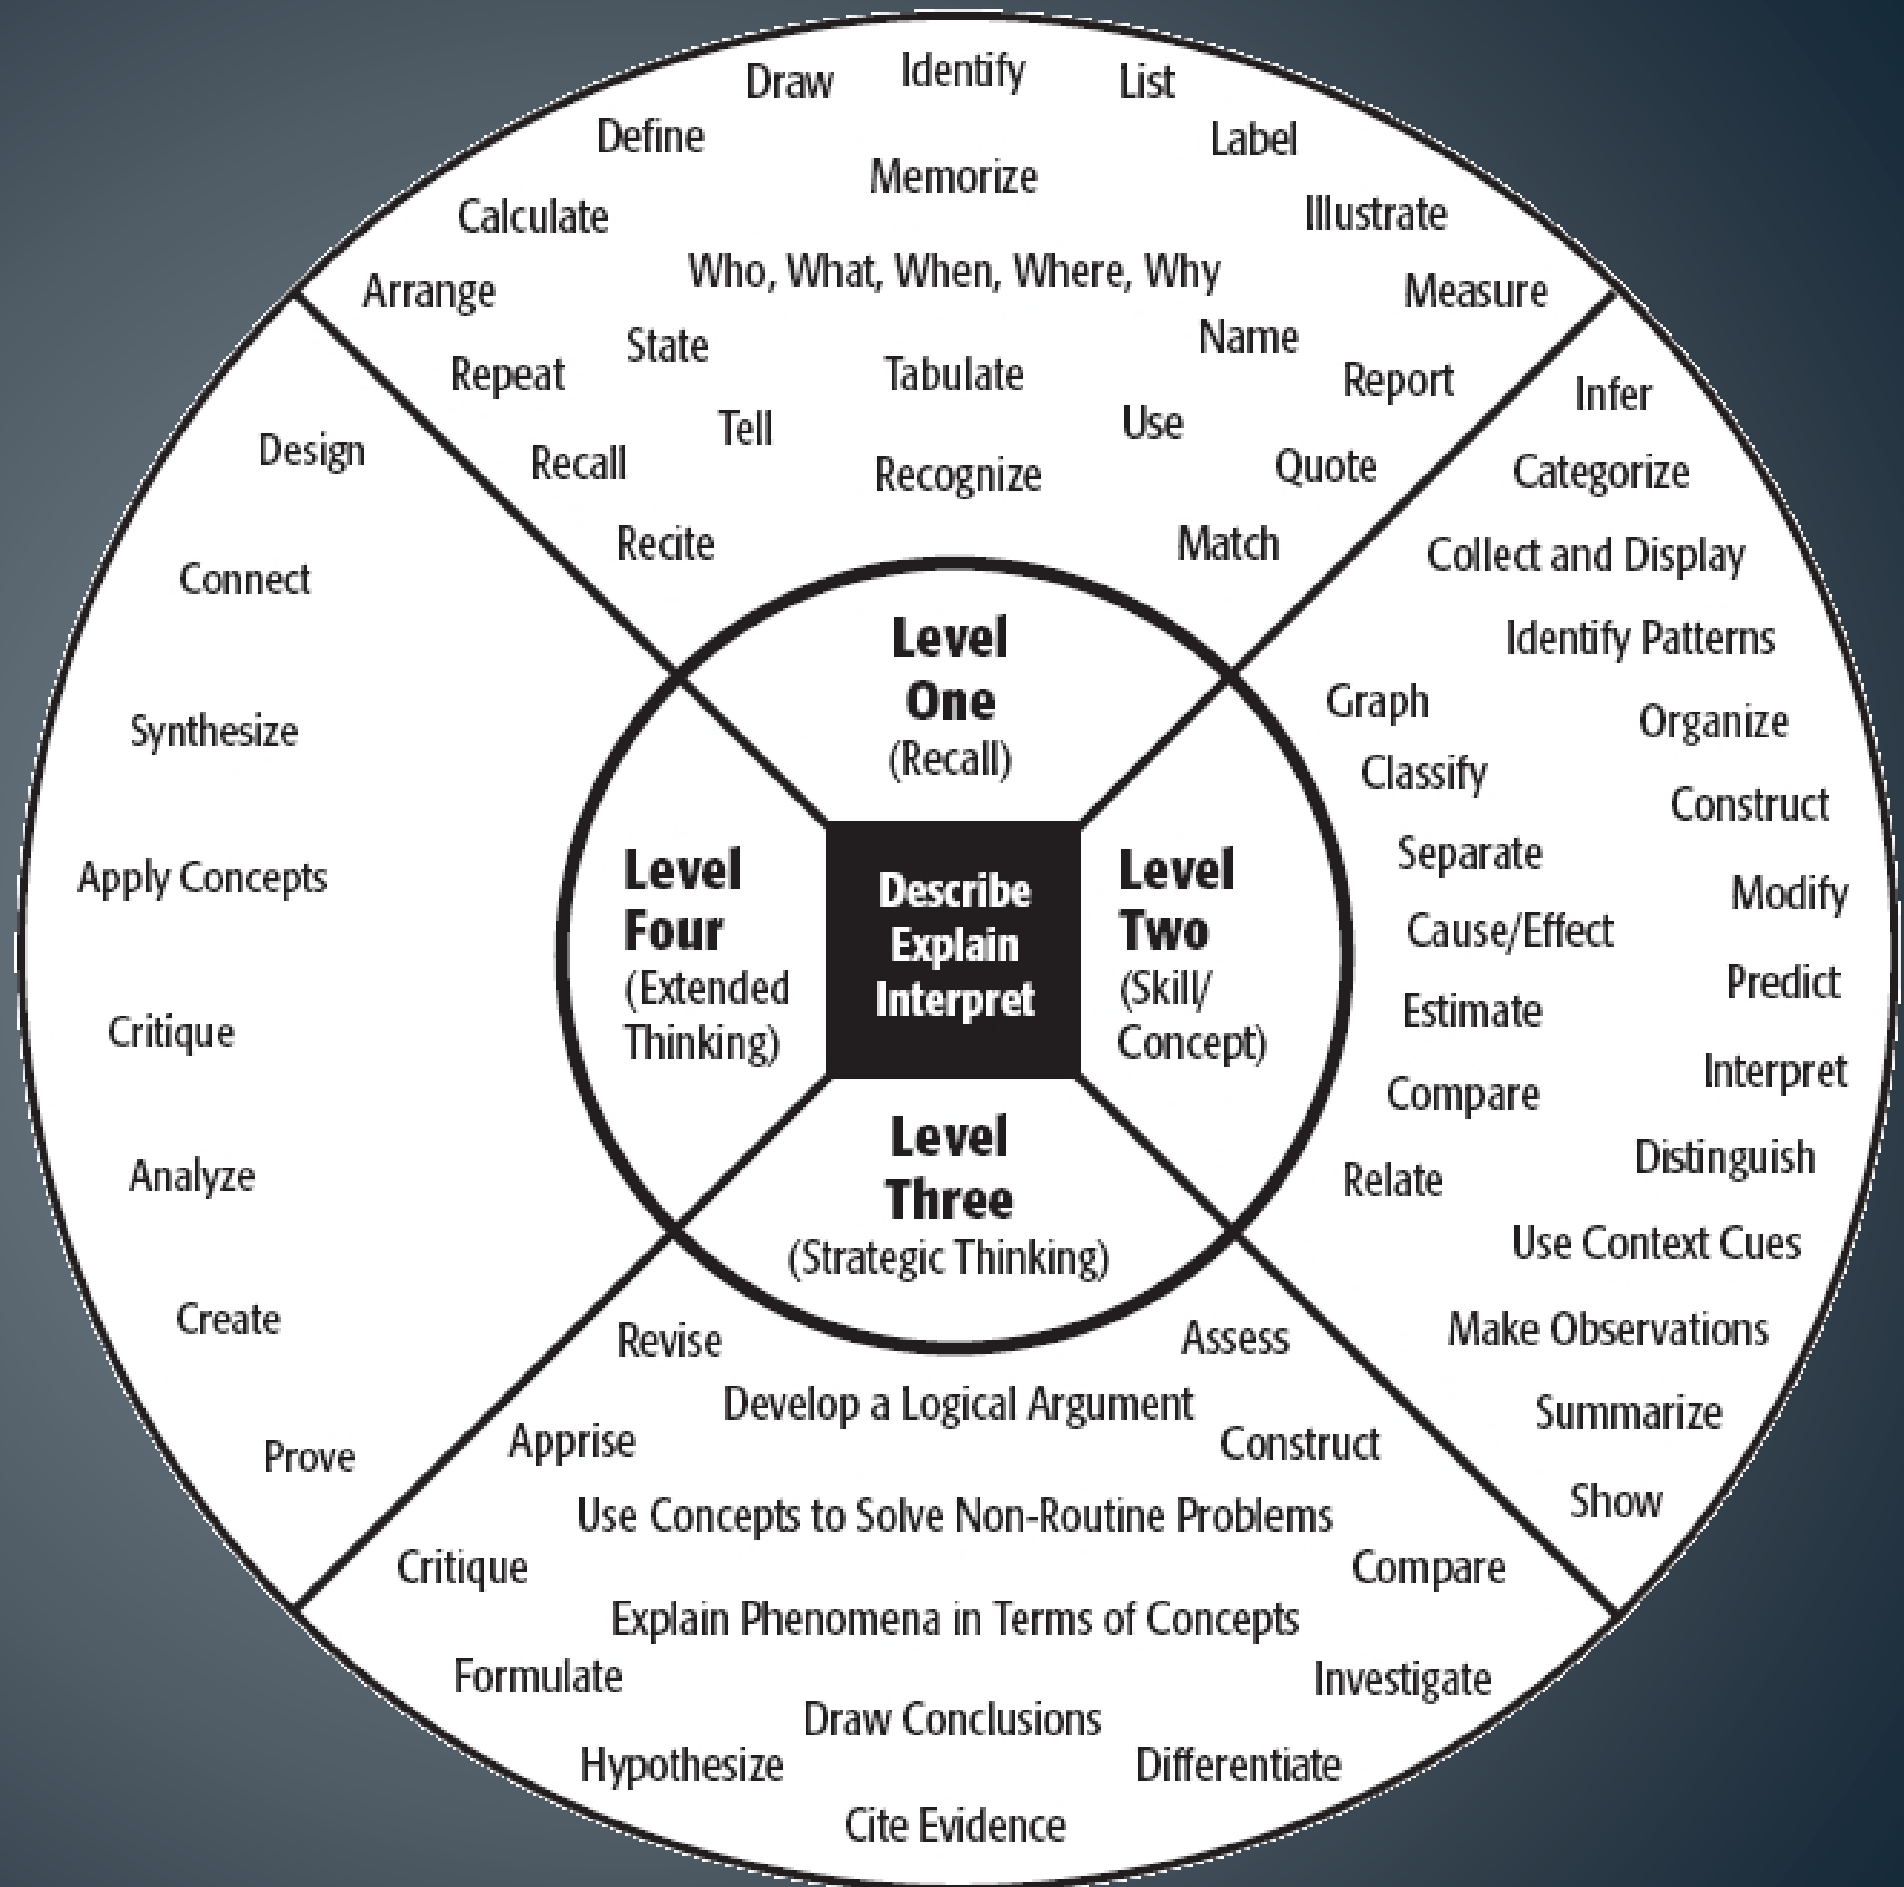 Draw
Identify
List
Define
Label
Memorize
Calculate
Illustrate
Who, What, When, Where, Why
Arrange
Measure
State
Name
Repeat
Tabulate
Report
Tell
Use
Recall
Recognize
Quote
Recite
Match
Level
One
(Recall)
Infer
Categorize
Collect and Display
Identify Patterns
Graph
Organize
Classify
Construct
Separate
Modify
Cause/Effect
Predict
Estimate
Interpret
Compare
Distinguish
Relate
Use Context Cues
Make Observations
Summarize
Show
Level
Two
(Skill/
Concept)
Describe
Explain
Interpret
Level
Three
(Strategic Thinking)
Revise
Assess
Develop a Logical Argument
Apprise
Construct
Use Concepts to Solve Non-Routine Problems
Critique
Compare
Explain Phenomena in Terms of Concepts
Formulate
Investigate
Draw Conclusions
Hypothesize
Differentiate
Cite Evidence
Level
Four
(Extended
Thinking)
Design
Connect
Synthesize
Apply Concepts
Critique
Analyze
Create
Prove